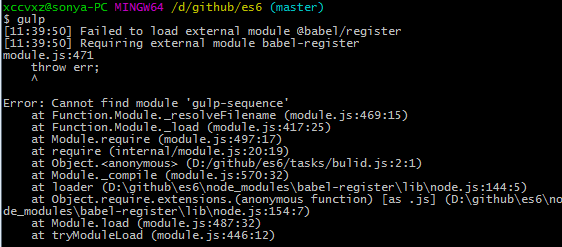 xccvxz@sonya-PC MINGW64 /d/github/es6 (master)
$ gulp
[11:39:50] Failed to load external module @babel/register
[11:39:50] Requiring external module babel-register
module.js:471
    throw err;
    ^
Error: Cannot find module 'gulp-sequence'
    at Function.Module._resolveFilename (module.js:469:15)
    at Function.Module._load (module.js:417:25)
    at Module.require (module.js:497:17)
    at require (internal/module.js:20:19)
    at Object.<anonymous> (D:/github/es6/tasks/bulid.js:2:1)
    at Module._compile (module.js:570:32)
    at loader (D:\github\es6\node_modules\babel-register\lib\node.js:144:5)
    at Object.require.extensions.(anonymous function) [as .js] (D:\github\es6\no
de_modules\babel-register\lib\node.js:154:7)
    at Module.load (module.js:487:32)
    at tryModuleLoad (module.js:446:12)